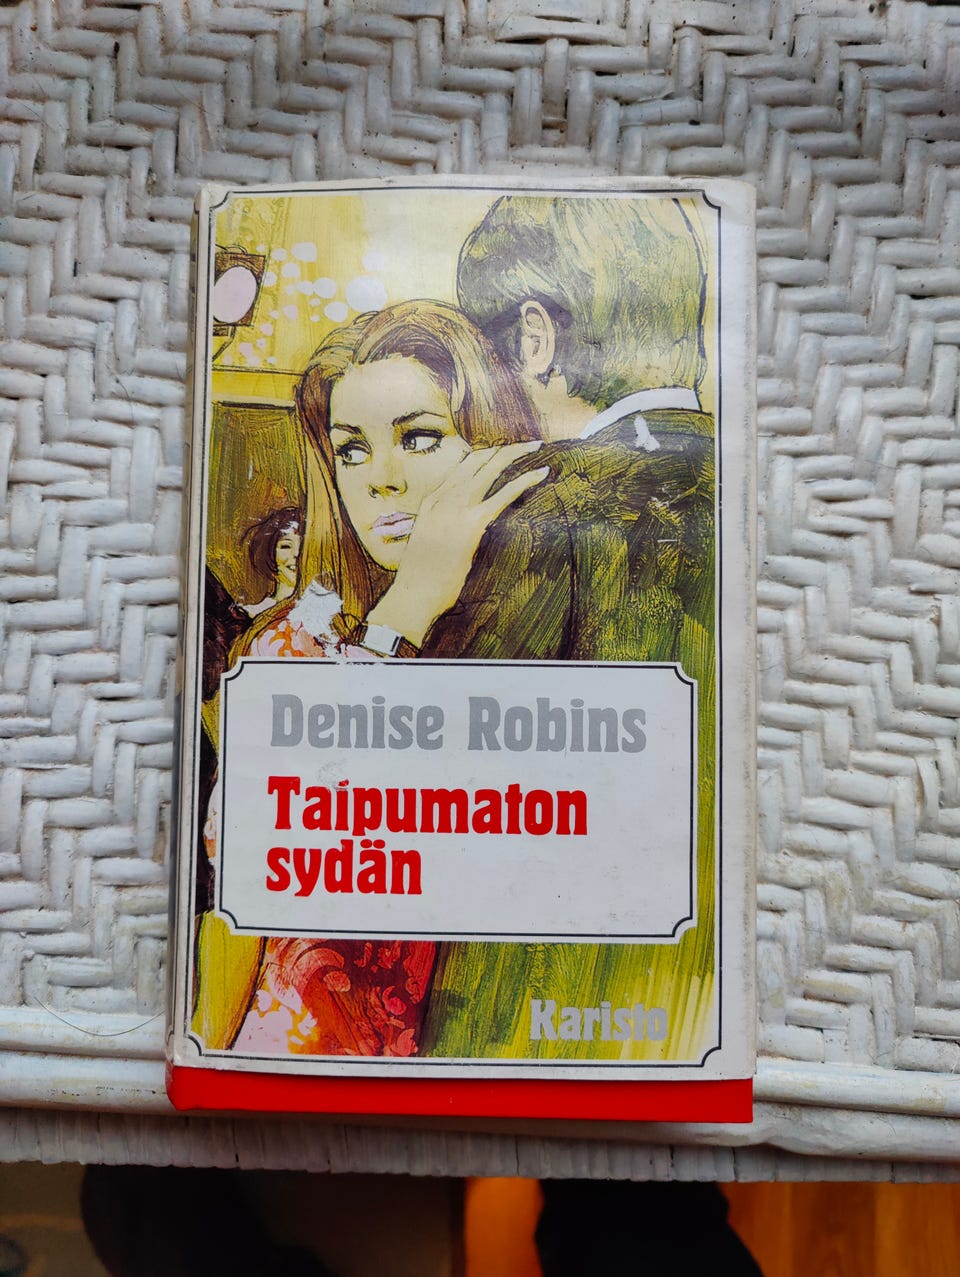 Denise Robins
Taipumaton
sydän
Karisto